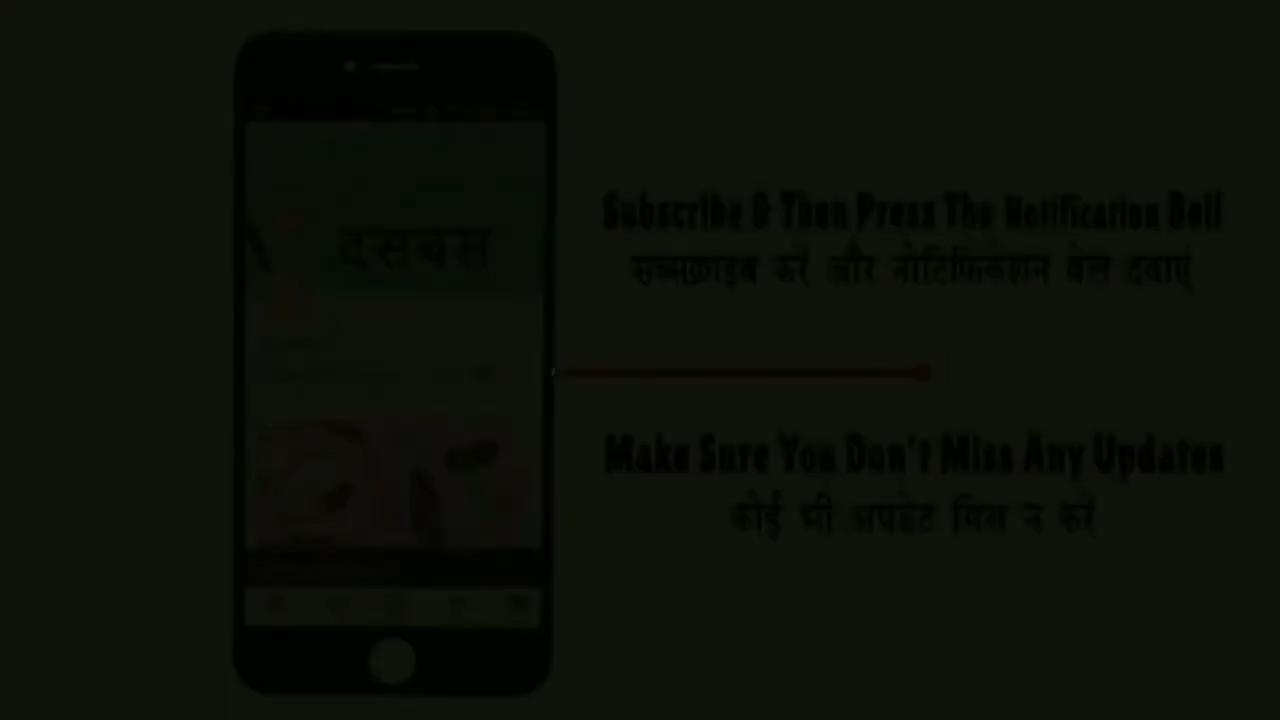 दसबस
Subscribe & Then Press The Notification Bell
सब्सक्राइब करें और नोटिफिकेशन बेल दबाएं
Make Sure You Don't Miss Any Updates
कोई भी अपडेट मिस न करें